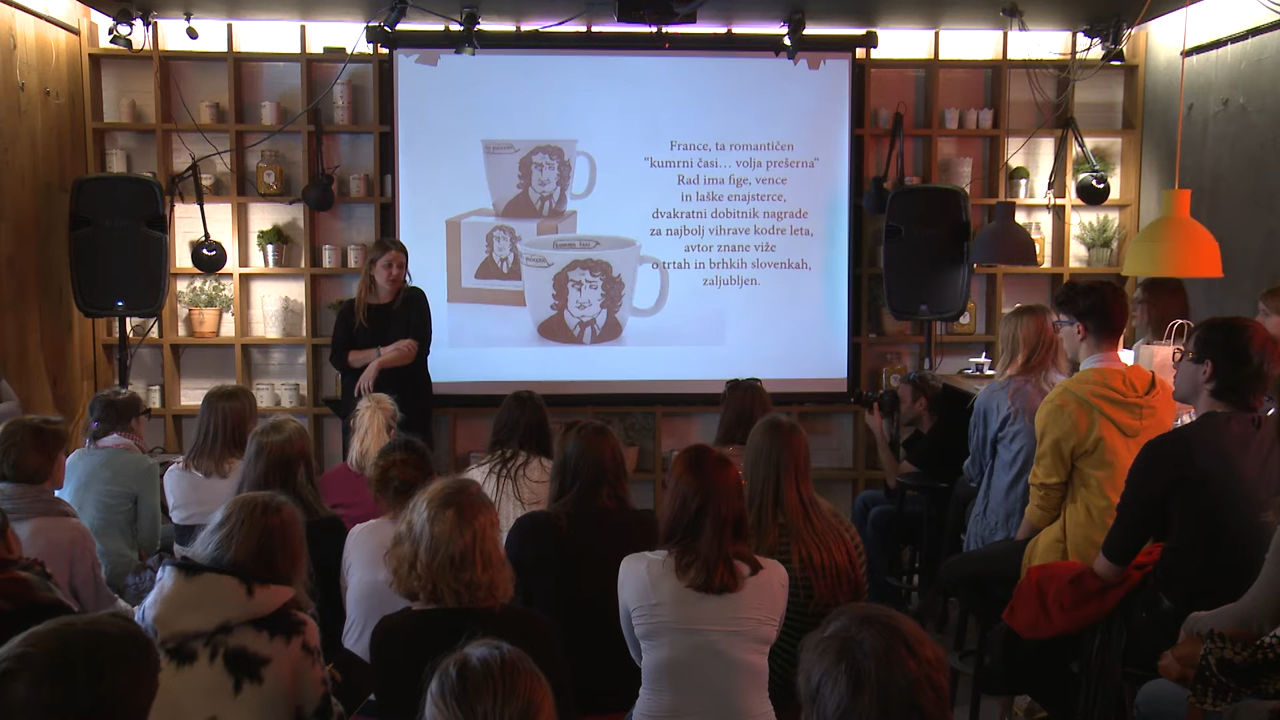 France, ta romantičen
"kumrni časi... volja prešerna"
Rad ima fige, vence
in laške enajsterce,
dvakratni dobitnik nagrade
za najbolj vihrave kodre leta,
avtor znane viže
o trtah in brhkih slovenkah,
zaljubljen.